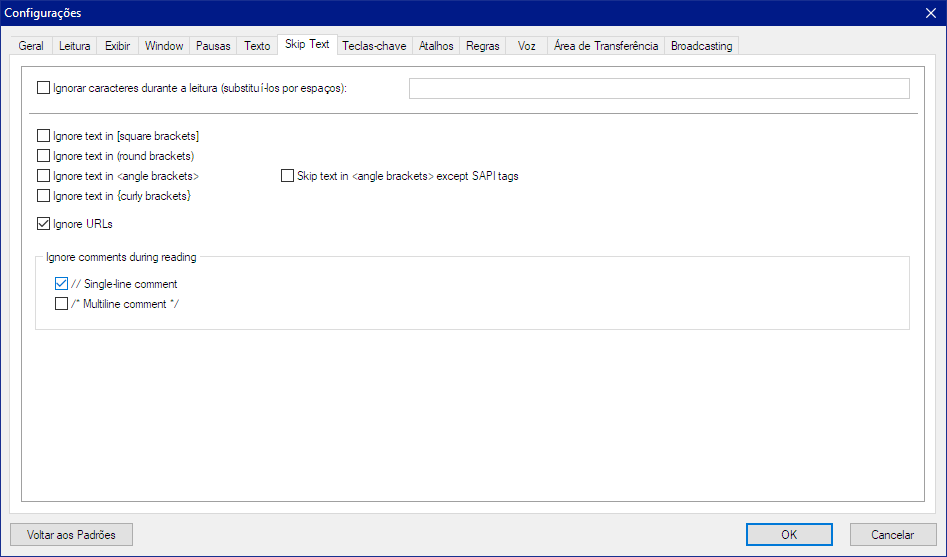 Configurações
Geral Leitura Exibir Window Pausas Texto Skip Text Teclas-chave Atalhos Regras Voz Área de Transferência Broadcasting
Ignorar caracteres durante a leitura (substituí-los por espaços):
Ignore text in [square brackets]
Ignore text in (round brackets)
Ignore text in <angle brackets> Skip text in <angle brackets> except SAPI tags
Ignore text in {curly brackets}
Ignore URLs
Ignore comments during reading
// Single-line comment
/* Multiline comment */
Voltar aos Padrões OK Cancelar